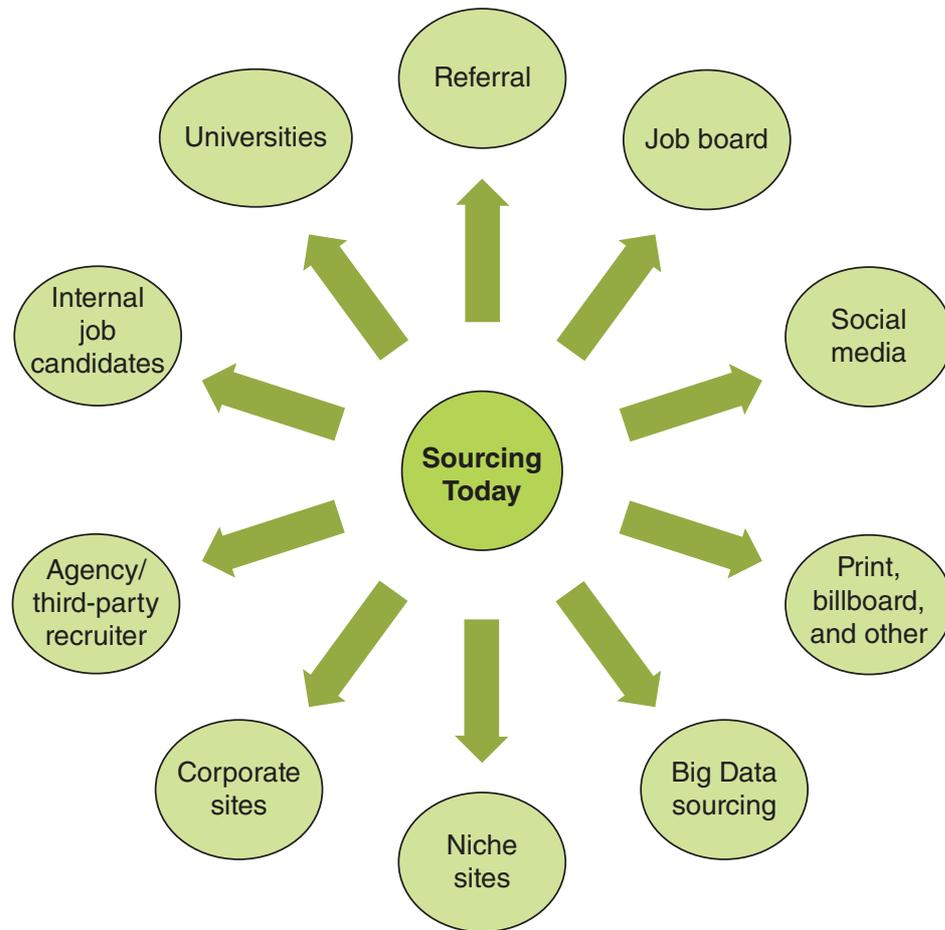 Referral
Universities
Job board
Internal
job
candidates
Social
media
Sourcing
Today
Agency/
third-party
recruiter
Print,
billboard,
and other
Corporate
sites
Big Data
sourcing
Niche
sites